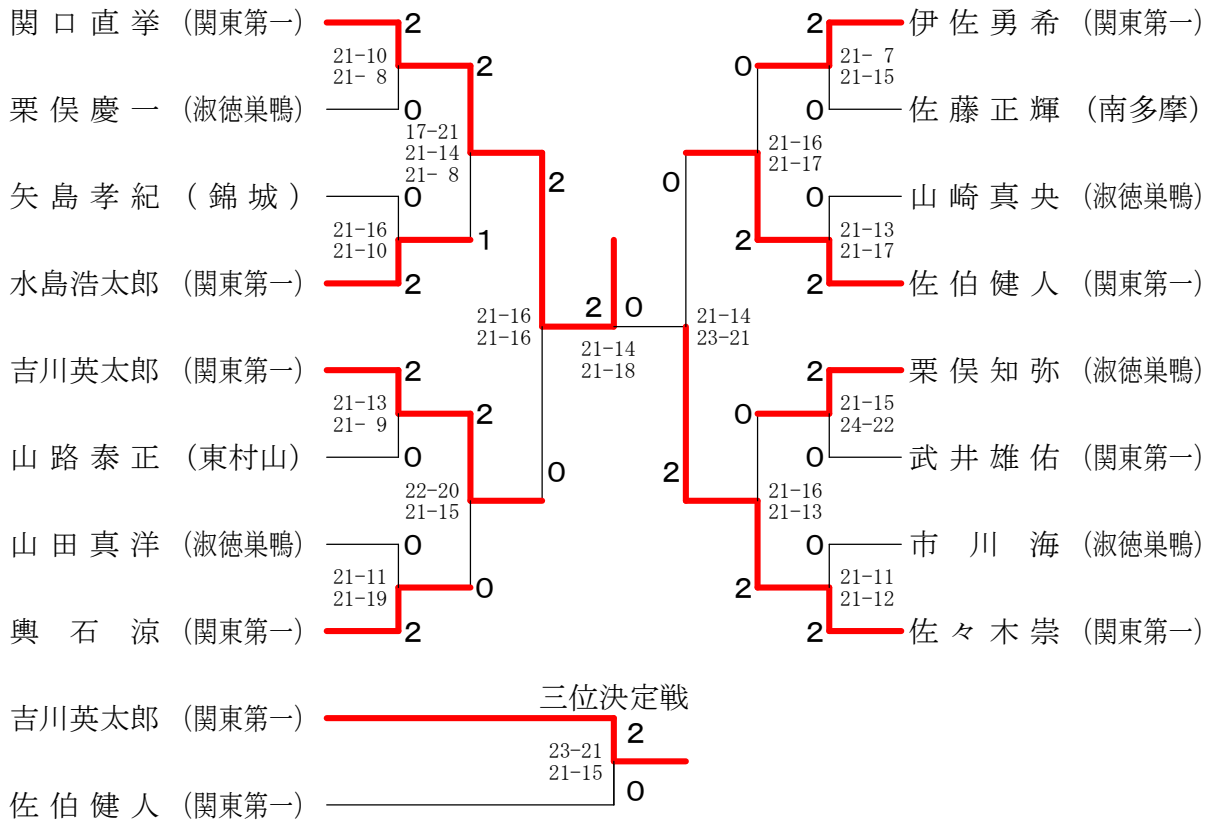 関口直挙 (関東第一)
2
21-10
21- 8
2
栗俣慶一 (淑徳巣鴨)
0
17-21
21-14
21- 8
2
矢島孝紀 (錦城)
0
21-16
21-10
1
水島浩太郎 (関東第一)
2
21-16
21-16
吉川英太郎 (関東第一)
2
21-13
21- 9
2
山路泰正 (東村山)
0
22-20
21-15
0
山田真洋 (淑徳巣鴨)
0
21-11
21-19
0
輿石涼 (関東第一)
2
2 0
21-14
21-18
2 伊佐勇希 (関東第一)
0
21- 7
21-15
0 佐藤正輝 (南多摩)
21-16
21-17
0
0 山崎真央 (淑徳巣鴨)
21-13
21-17
2
2 佐伯健人 (関東第一)
21-14
23-21
2 栗俣知弥 (淑徳巣鴨)
0
21-15
24-22
0 武井雄佑 (関東第一)
2
21-16
21-13
0 市川海 (淑徳巣鴨)
21-11
21-12
2
2 佐々木崇 (関東第一)
三位決定戦
吉川英太郎 (関東第一)
2
23-21
21-15
佐伯健人 (関東第一)
0